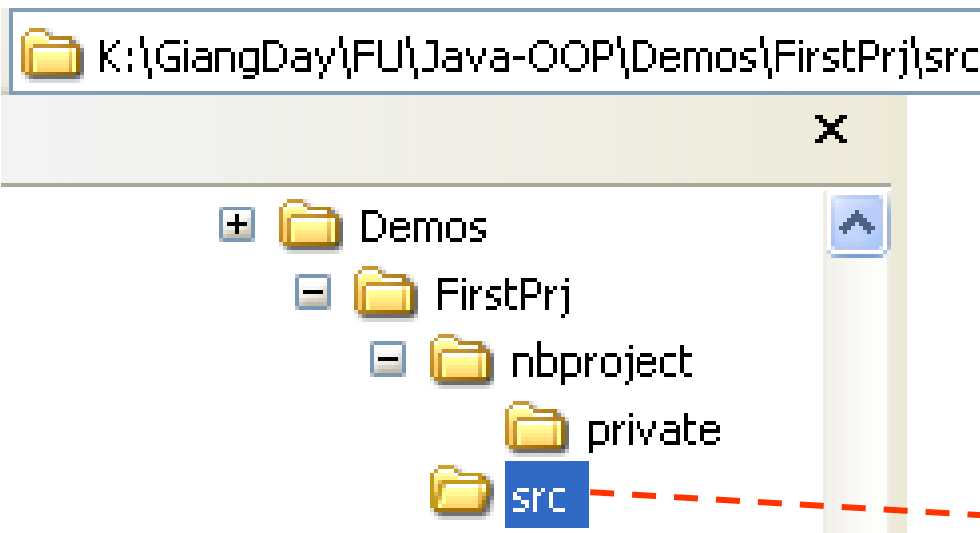 K:\GiangDay\FU\Java-OOP\Demos\FirstPrj\src
Demos
FirstPrj
nbproject
private
src